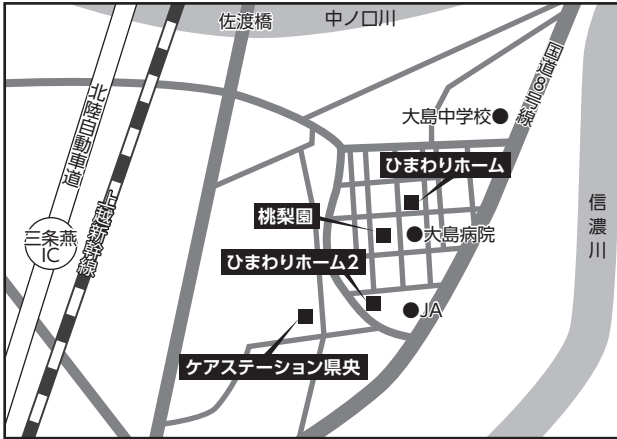 佐渡橋
中ノ口川
国道8号線
北陸自動車道
大島中学校
ひまわりホーム
上越新幹線
桃梨園
信濃川
三条燕
IC
大島病院
ひまわりホーム2
JA
ケアステーション県央